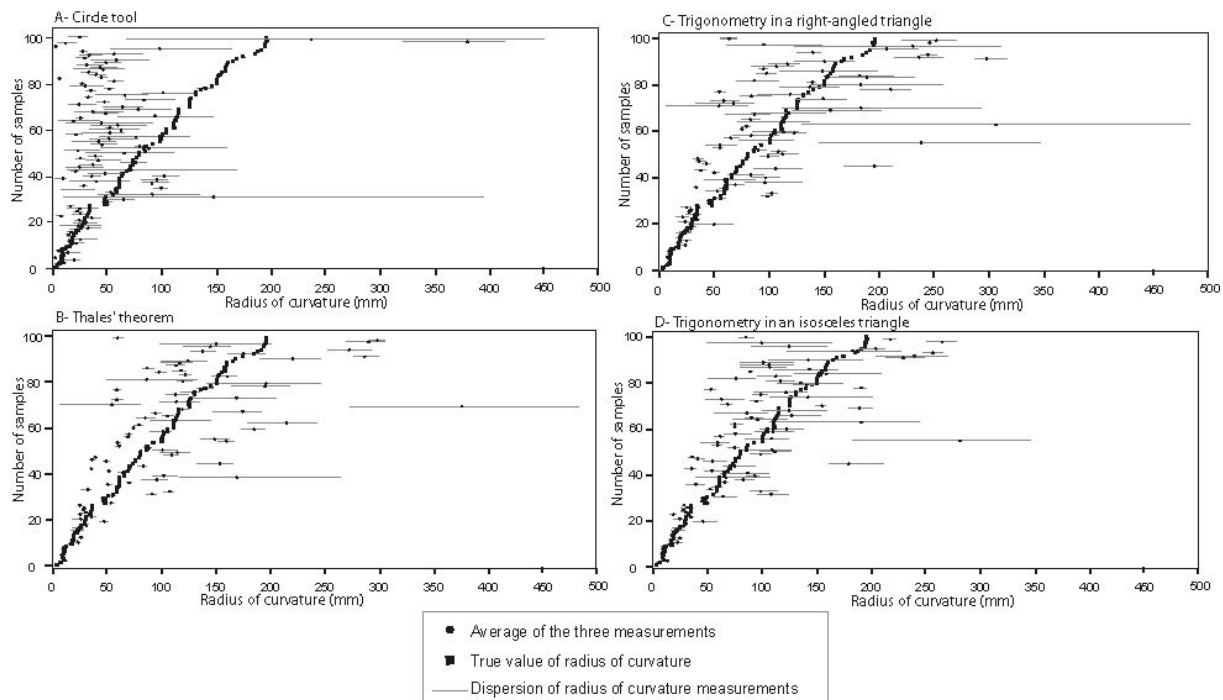 A- Circle tool
Number of samples
100
80
60
40
20
0
0 50 100 150 200 250 300 350 400 450 500
Radius of curvature (mm)
C- Trigonometry in a right-angled triangle
Number of samples
100
80
60
40
20
0
0 50 100 150 200 250 300 350 400 450 500
Radius of curvature (mm)
B- Thales' theorem
Number of samples
100
80
60
40
20
0
0 50 100 150 200 250 300 350 400 450 500
Radius of curvature (mm)
D- Trigonometry in an isosceles triangle
Number of samples
100
80
60
40
20
0
0 50 100 150 200 250 300 350 400 450 500
Radius of curvature (mm)
Average of the three measurements
True value of radius of curvature
Dispersion of radius of curvature measurements